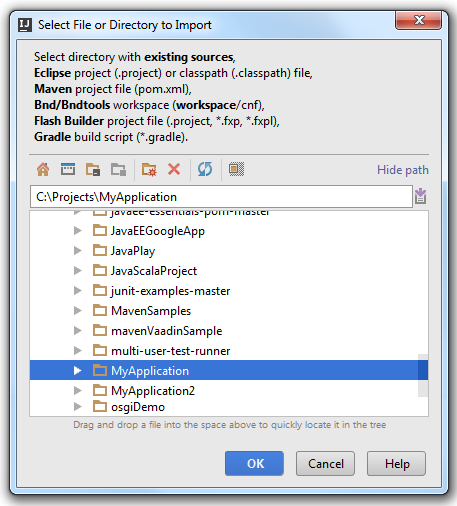 IJ Select File or Directory to Import
Select directory with existing sources,
Eclipse project (.project) or classpath (.classpath) file,
Maven project file (pom.xml),
Bnd/Bndtools workspace (workspace/cnf),
Flash Builder project file (.project, *.fxp, *.fxpl),
Gradle build script (*.gradle).
Hide path
C:\Projects\MyApplication
javaee-essentials-pom-master
JavaEEGoogleApp
JavaPlay
JavaScalaProject
junit-examples-master
MavenSamples
mavenVaadinSample
multi-user-test-runner
MyApplication
MyApplication2
osgiDemo
Drag and drop a file into the space above to quickly locate it in the tree
OK Cancel Help